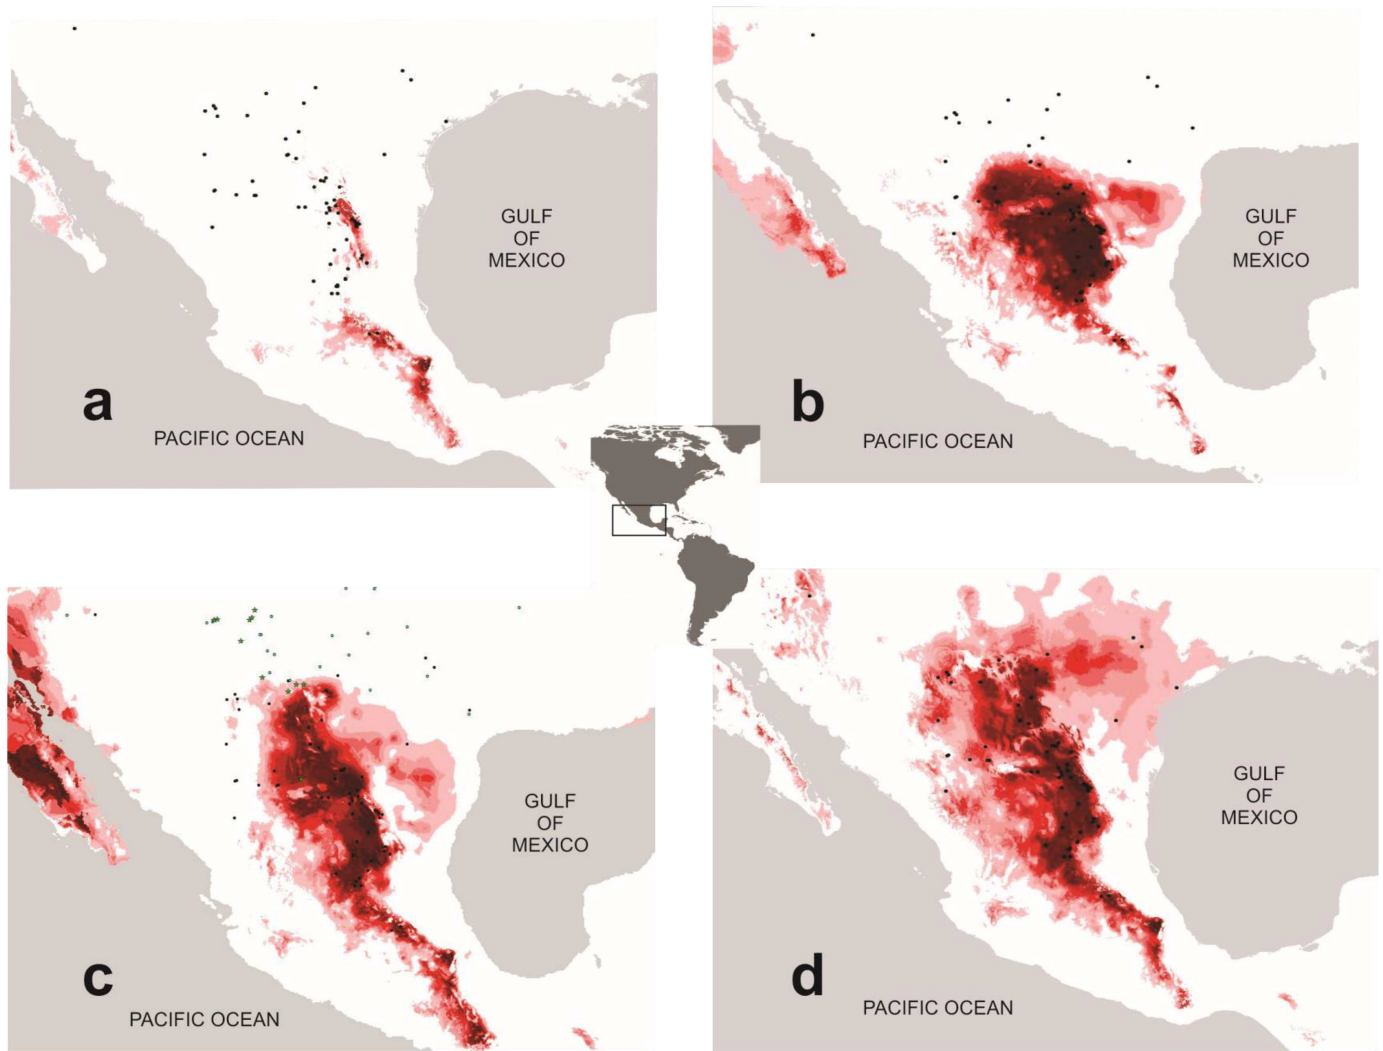 GULF
OF
MEXICO
a
PACIFIC OCEAN
GULF
OF
MEXICO
b
PACIFIC OCEAN
GULF
OF
MEXICO
c
PACIFIC OCEAN
GULF
OF
MEXICO
d
PACIFIC OCEAN